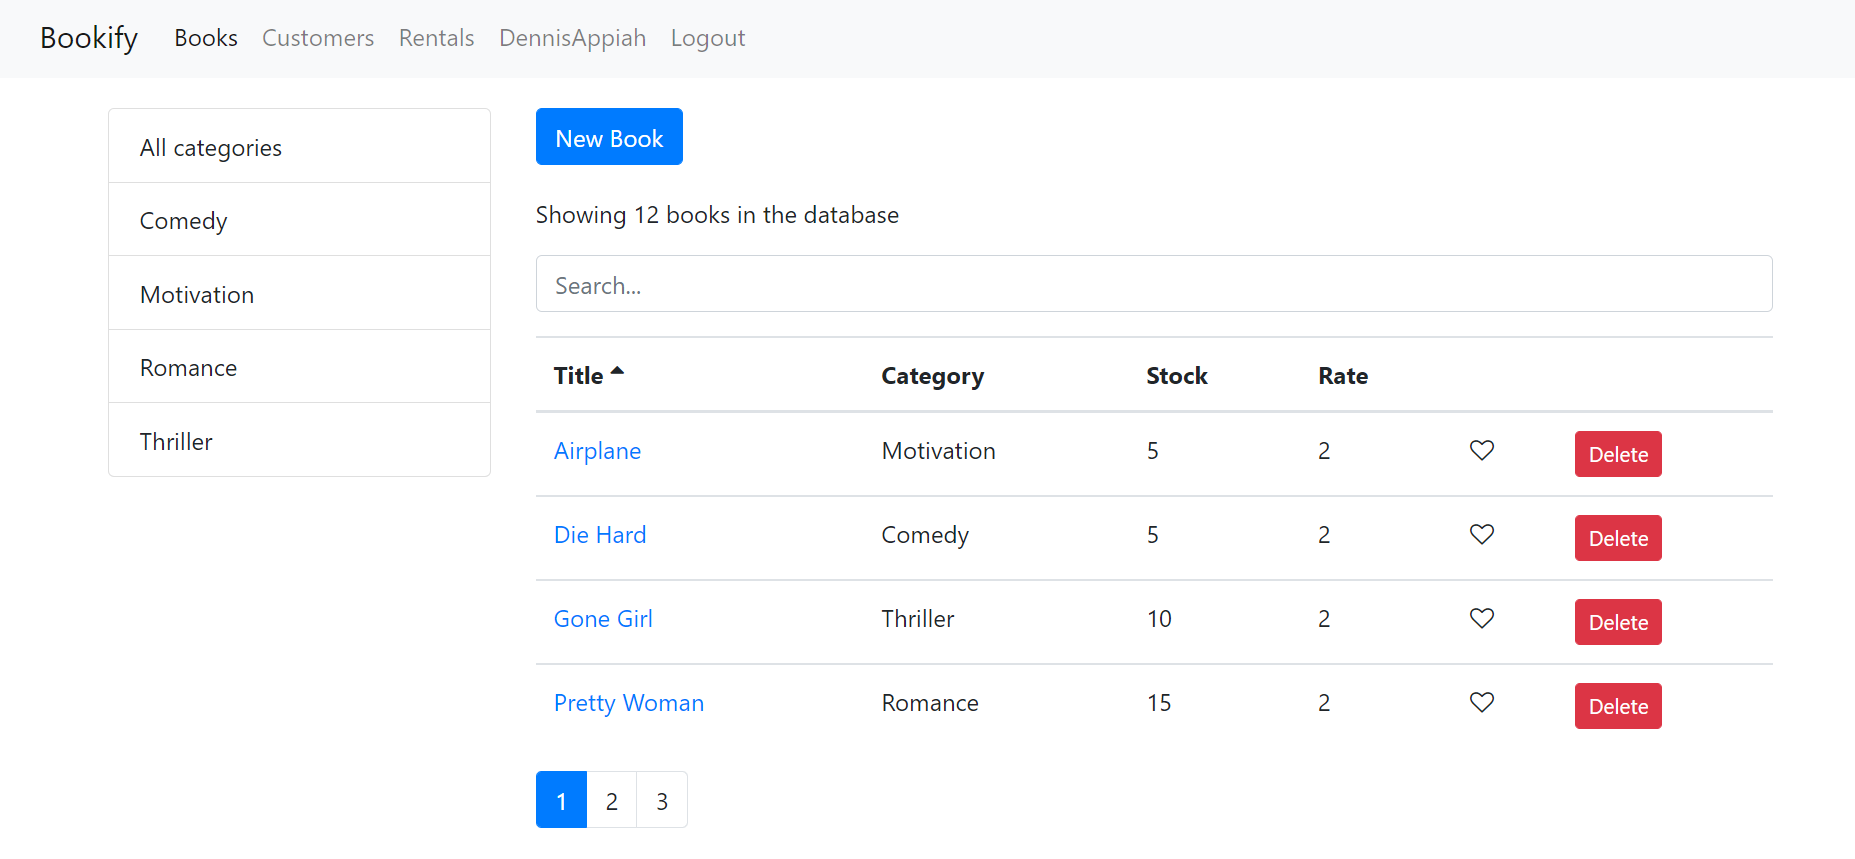 Bookify Books Customers Rentals DennisAppiah Logout
All categories
Comedy
Motivation
Romance
Thriller
New Book
Showing 12 books in the database
Search...
Title Category Stock Rate
Airplane Motivation 5 2 Delete
Die Hard Comedy 5 2 Delete
Gone Girl Thriller 10 2 Delete
Pretty Woman Romance 15 2 Delete
1 2 3